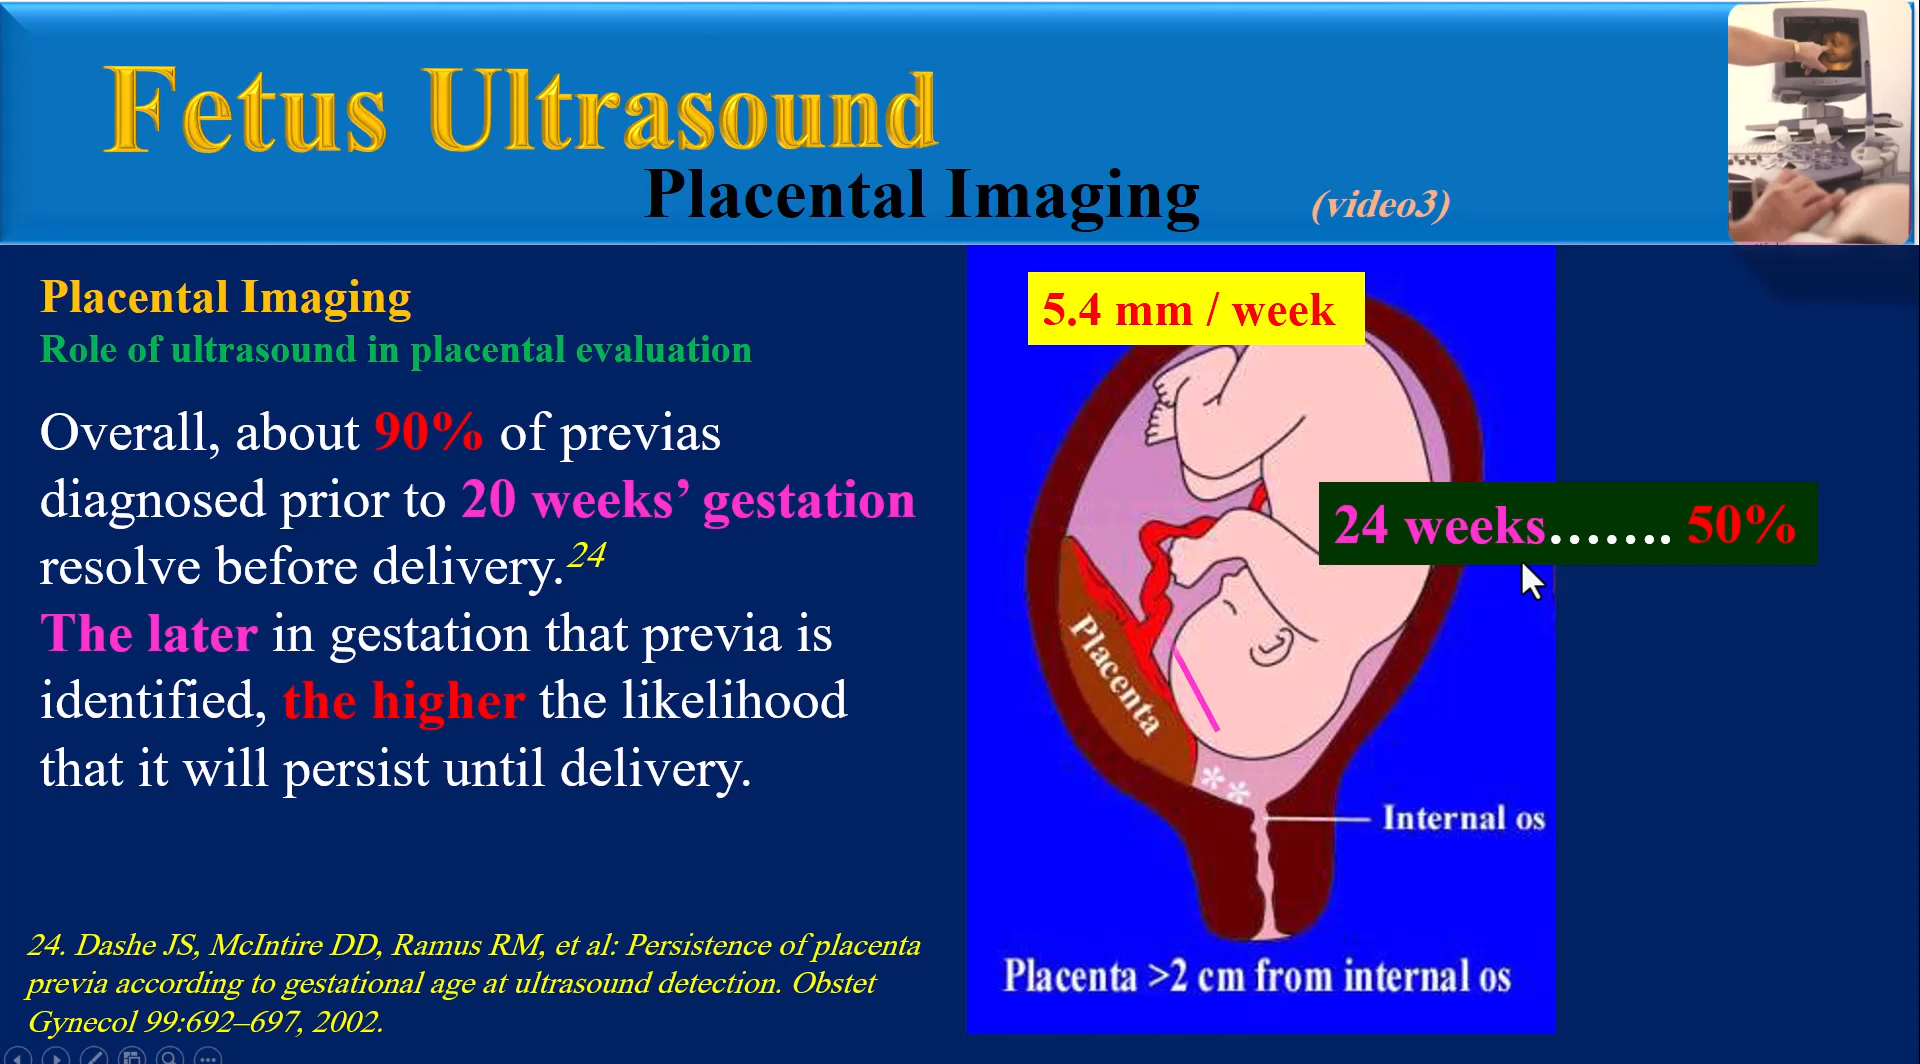 Fetus Ultrasound
Placental Imaging
(video3)
Placental Imaging
Role of ultrasound in placental evaluation
Overall, about 90% of previas
diagnosed prior to 20 weeks’ gestation
resolve before delivery.24
The later in gestation that previa is
identified, the higher the likelihood
that it will persist until delivery.
24. Dashe JS, McIntire DD, Ramus RM, et al: Persistence of placenta
previa according to gestational age at ultrasound detection. Obstet
Gynecol 99:692–697, 2002.
5.4 mm / week
24 weeks....... 50%
Placenta
**
Internal os
Placenta >2 cm from internal os